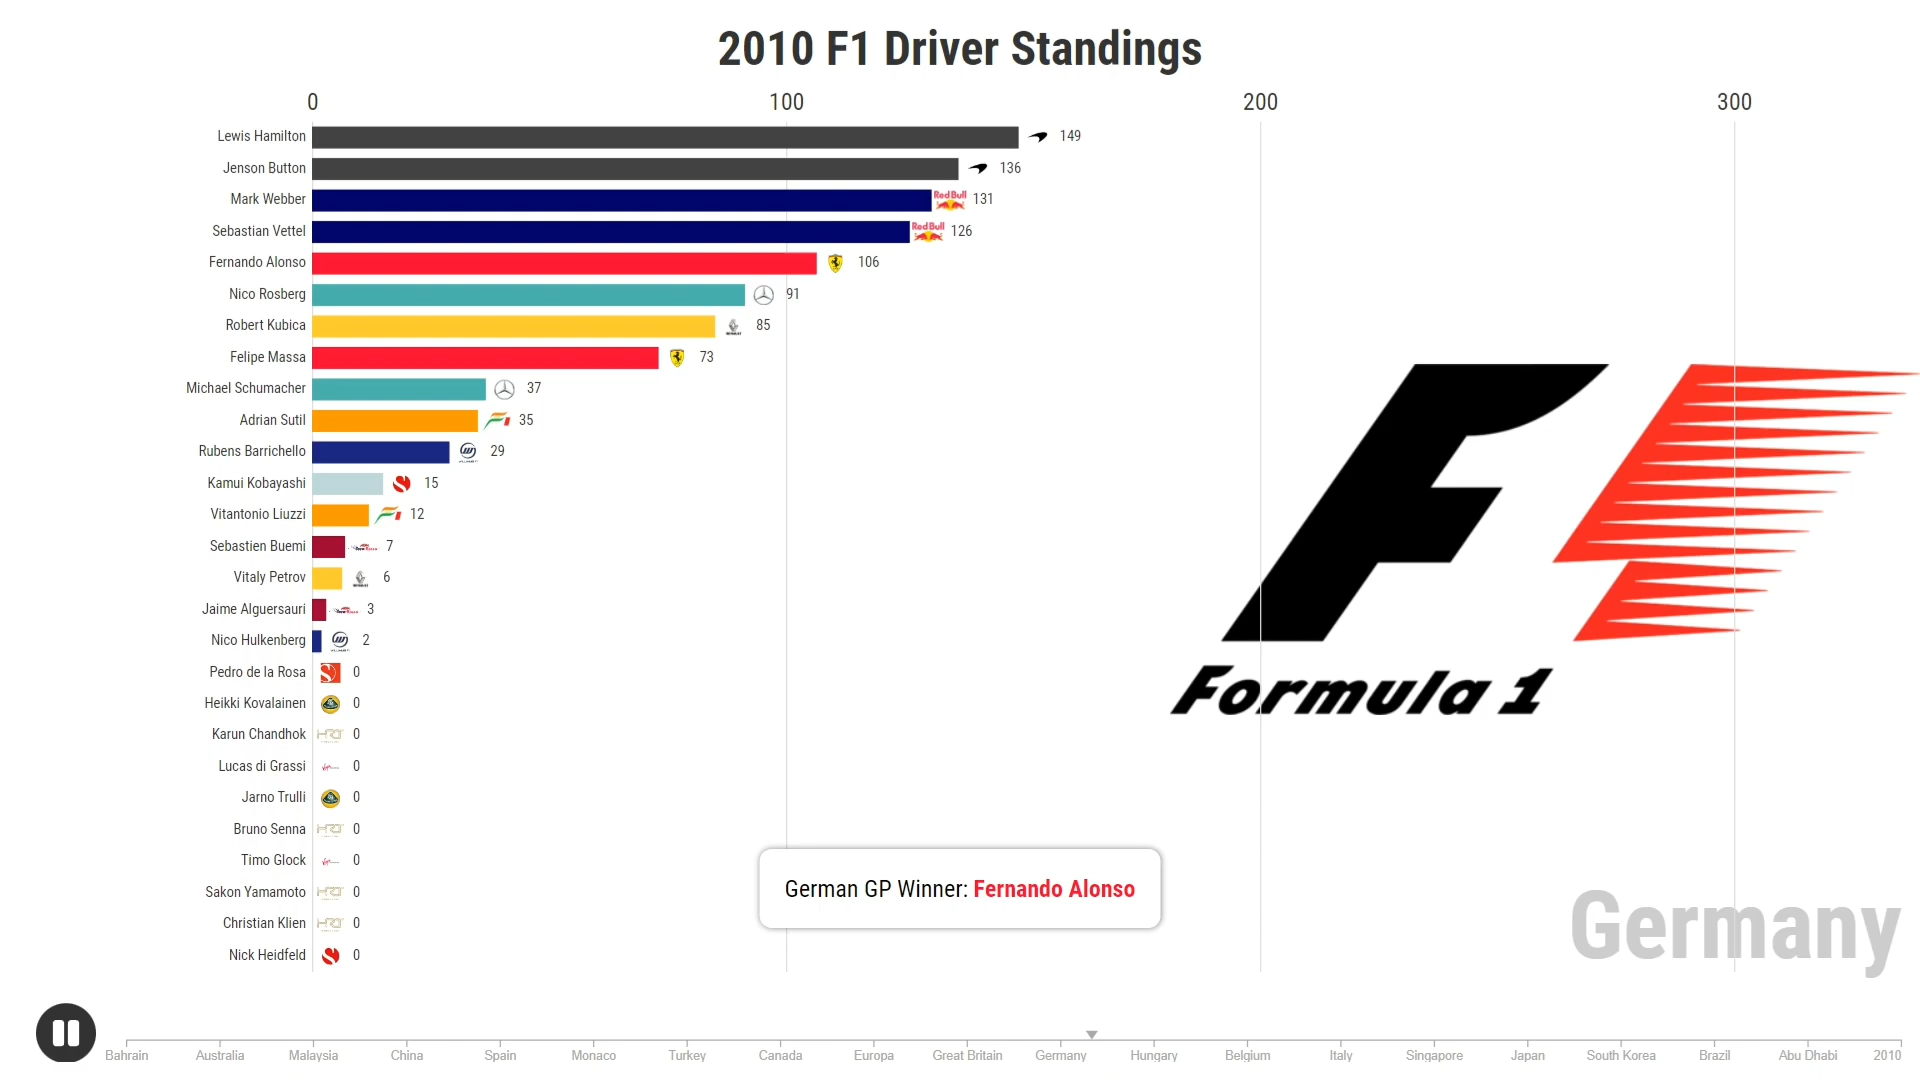 2010 F1 Driver Standings
0 100 200 300
Lewis Hamilton 149
Jenson Button 136
Mark Webber Red Bull 131
Sebastian Vettel Red Bull 126
Fernando Alonso 106
Nico Rosberg 91
Robert Kubica 85
Felipe Massa 73
Michael Schumacher 37
Adrian Sutil 35
Rubens Barrichello 29
Kamui Kobayashi 15
Vitantonio Liuzzi 12
Sebastien Buemi 7
Vitaly Petrov 6
Jaime Alguersauri 3
Nico Hulkenberg 2
Pedro de la Rosa 0
Heikki Kovalainen 0
Karun Chandhok 0
Lucas di Grassi 0
Jarno Trulli 0
Bruno Senna 0
Timo Glock 0
Sakon Yamamoto 0
Christian Klien 0
Nick Heidfeld 0
F1
Formula 1
German GP Winner: Fernando Alonso
Germany
Bahrain Australia Malaysia China Spain Monaco Turkey Canada Europa Great Britain Germany Hungary Belgium Italy Singapore Japan South Korea Brazil Abu Dhabi 2010